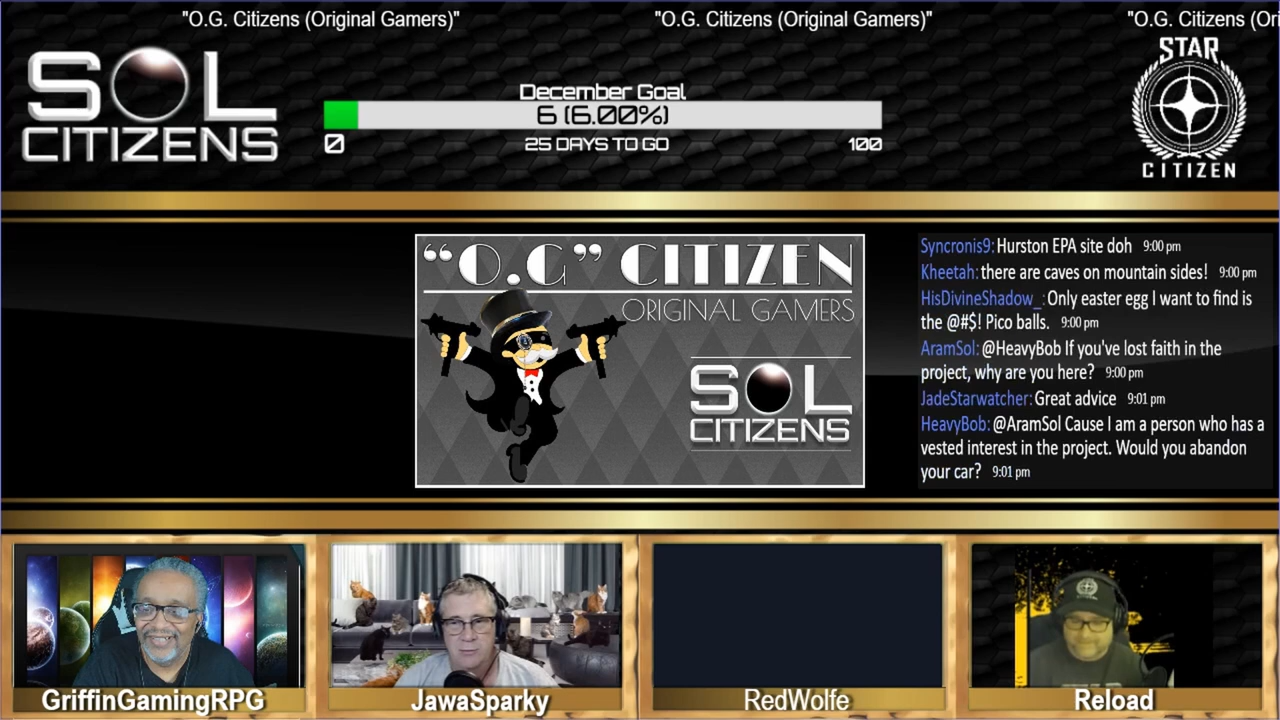 "O.G. Citizens (Original Gamers)" "O.G. Citizens (Original Gamers)" "O.G. Citizens (Ori
SOL
CITIZENS
December Goal
6 (6.00%)
0 25 DAYS TO GO 100
STAR
CITIZEN
"O.G" CITIZEN
ORIGINAL GAMERS
SOL
CITIZENS
Syncronis9: Hurston EPA site doh 9:00 pm
Kheetah: there are caves on mountain sides! 9:00 pm
HisDivineShadow_: Only easter egg I want to find is
the @#$! Pico balls. 9:00 pm
AramSol: @HeavyBob If you've lost faith in the
project, why are you here? 9:00 pm
JadeStarwatcher: Great advice 9:01 pm
HeavyBob: @AramSol Cause I am a person who has a
vested interest in the project. Would you abandon
your car? 9:01 pm
GriffinGamingRPG JawaSparky RedWolfe Reload